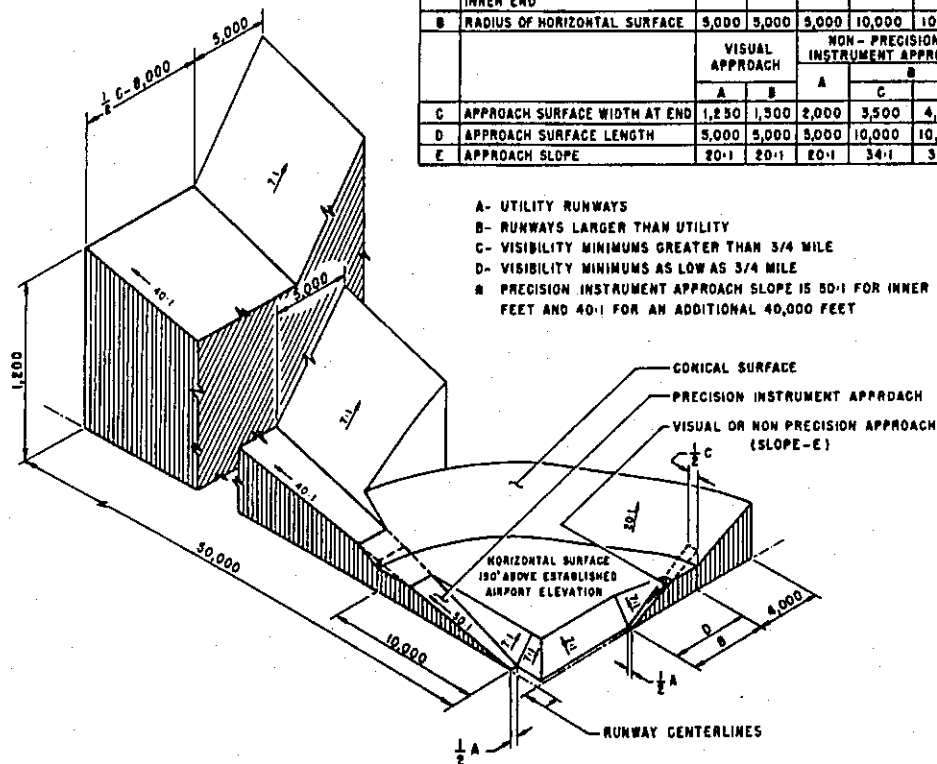 INNER END
B RADIUS OF HORIZONTAL SURFACE 5,000 5,000 5,000 10,000 10
VISUAL APPROACH
NON-PRECISION INSTRUMENT APPR
A B A B
C
C APPROACH SURFACE WIDTH AT END 1,250 1,500 2,000 3,500 4,
D APPROACH SURFACE LENGTH 5,000 5,000 5,000 10,000 10,
E APPROACH SLOPE 20:1 20:1 20:1 34:1 3
A- UTILITY RUNWAYS
B- RUNWAYS LARGER THAN UTILITY
C- VISIBILITY MINIMUMS GREATER THAN 3/4 MILE
D- VISIBILITY MINIMUMS AS LOW AS 3/4 MILE
PRECISION INSTRUMENT APPROACH SLOPE IS 50:1 FOR INNER
FEET AND 40:1 FOR AN ADDITIONAL 40,000 FEET
5,000
1/2 C-8,000
7:1
40:1
5,000
1,200
7:1
40:1
CONICAL SURFACE
PRECISION INSTRUMENT APPROACH
VISUAL OR NON PRECISION APPROACH
(SLOPE-E)
1/2 C
20:1
HORIZONTAL SURFACE
150' ABOVE ESTABLISHED
AIRPORT ELEVATION
50,000
50:1
10,000
7:1
7:1
7:1
7:1
4,000
D
B
1/2 A
RUNWAY CENTERLINES
1/2 A